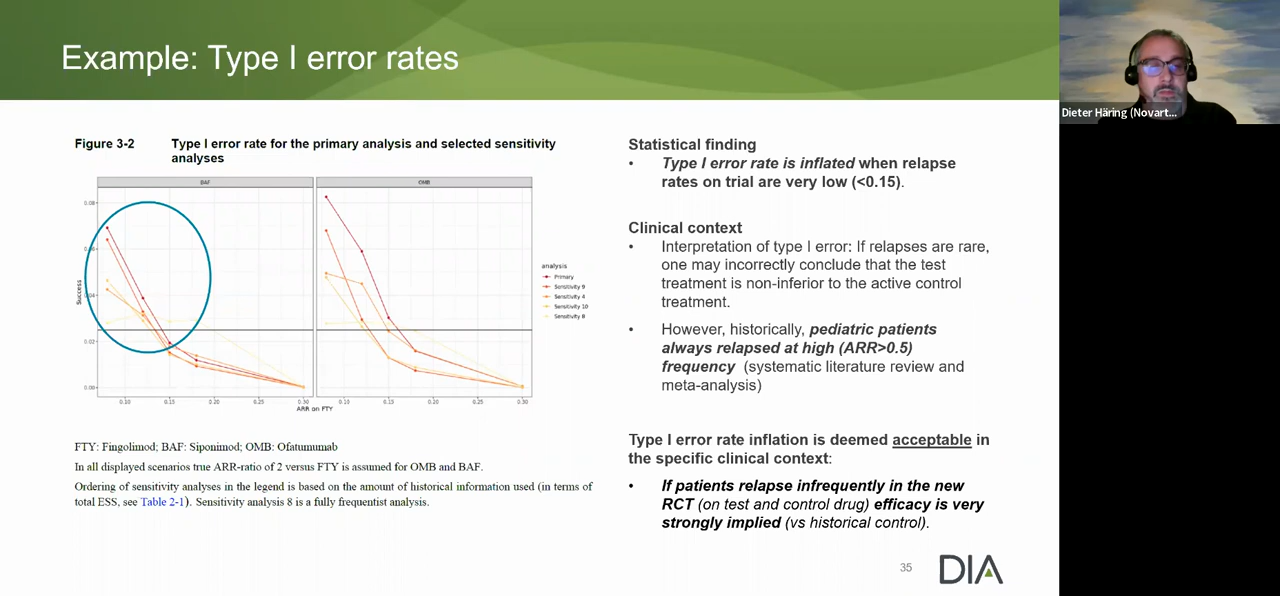 Example: Type I error rates
Dieter Häring (Novart...
Figure 3-2 Type I error rate for the primary analysis and selected sensitivity
analyses
BAF
OMB
0.08
0.04
0.02
0.00
Success
0.10
0.15
0.20
0.25
0.30
0.10
0.15
0.20
0.25
0.30
ARR on FTY
analysis
Primary
Sensitivity 9
Sensitivity 4
Sensitivity 10
Sensitivity 8
FTY: Fingolimod; BAF: Siponimod; OMB: Ofatumumab
In all displayed scenarios true ARR-ratio of 2 versus FTY is assumed for OMB and BAF.
Ordering of sensitivity analyses in the legend is based on the amount of historical information used (in terms of
total ESS, see Table 2-1). Sensitivity analysis 8 is a fully frequentist analysis.
Statistical finding
• Type I error rate is inflated when relapse
rates on trial are very low (<0.15).
Clinical context
• Interpretation of type I error: If relapses are rare,
one may incorrectly conclude that the test
treatment is non-inferior to the active control
treatment.
• However, historically, pediatric patients
always relapsed at high (ARR>0.5)
frequency (systematic literature review and
meta-analysis)
Type I error rate inflation is deemed acceptable in
the specific clinical context:
• If patients relapse infrequently in the new
RCT (on test and control drug) efficacy is very
strongly implied (vs historical control).
35
DIA